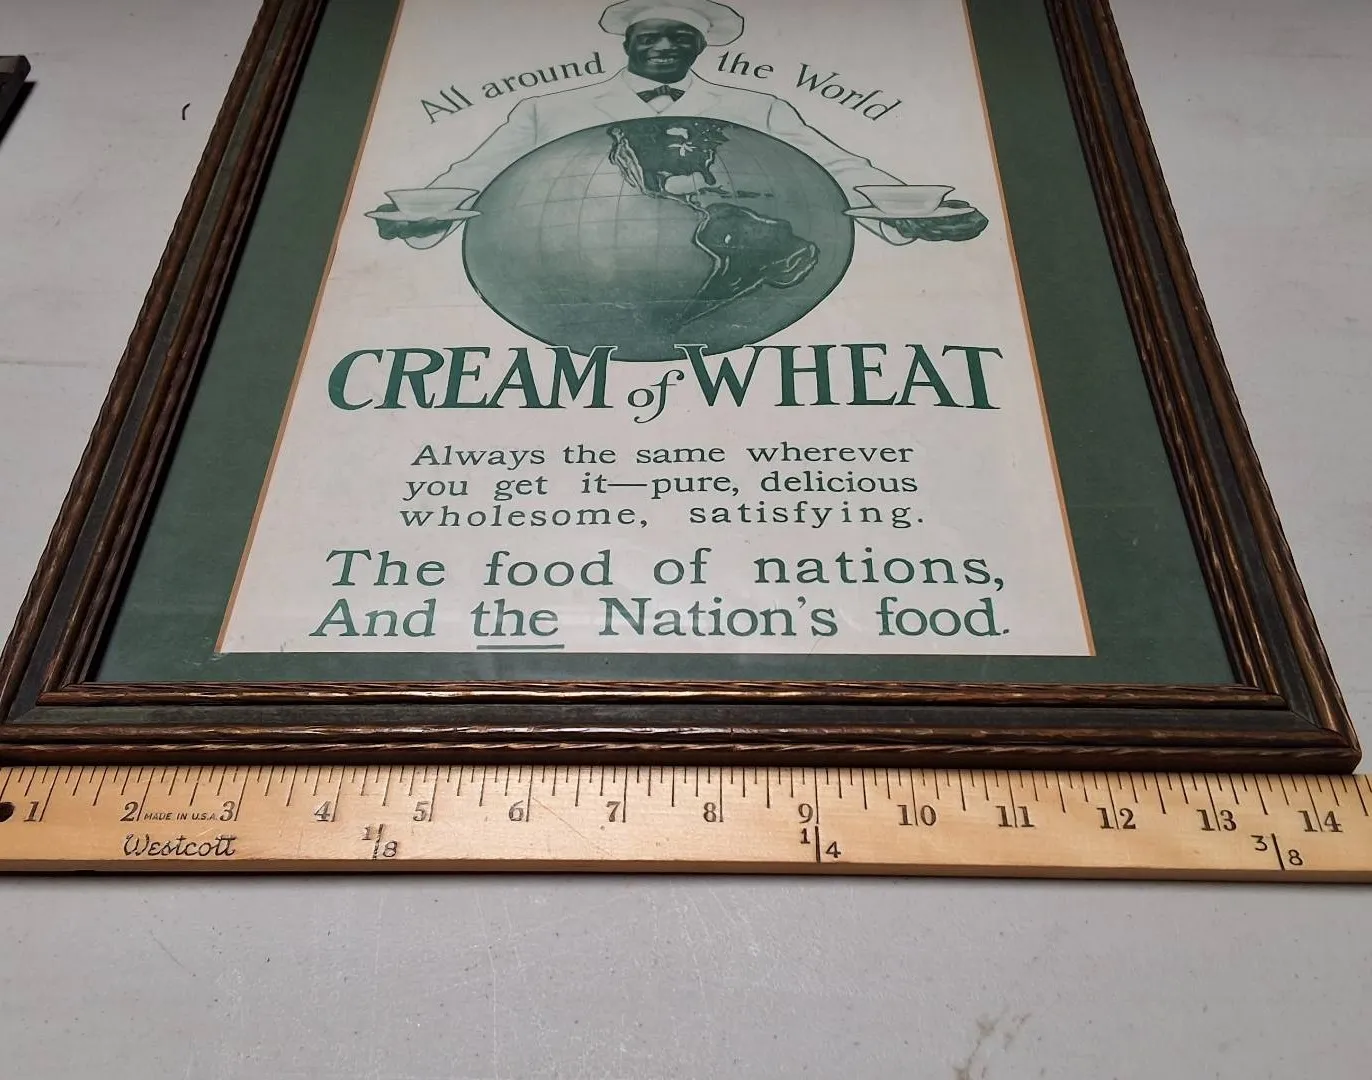 All around the World
CREAM of WHEAT
Always the same wherever
you get it—pure, delicious
wholesome, satisfying.
The food of nations,
And the Nation's food.
1 2 MADE IN U.S.A. 3 4 5 6 7 8 9 10 11 12 13 14
Westcott 1/8 1/4 3/8